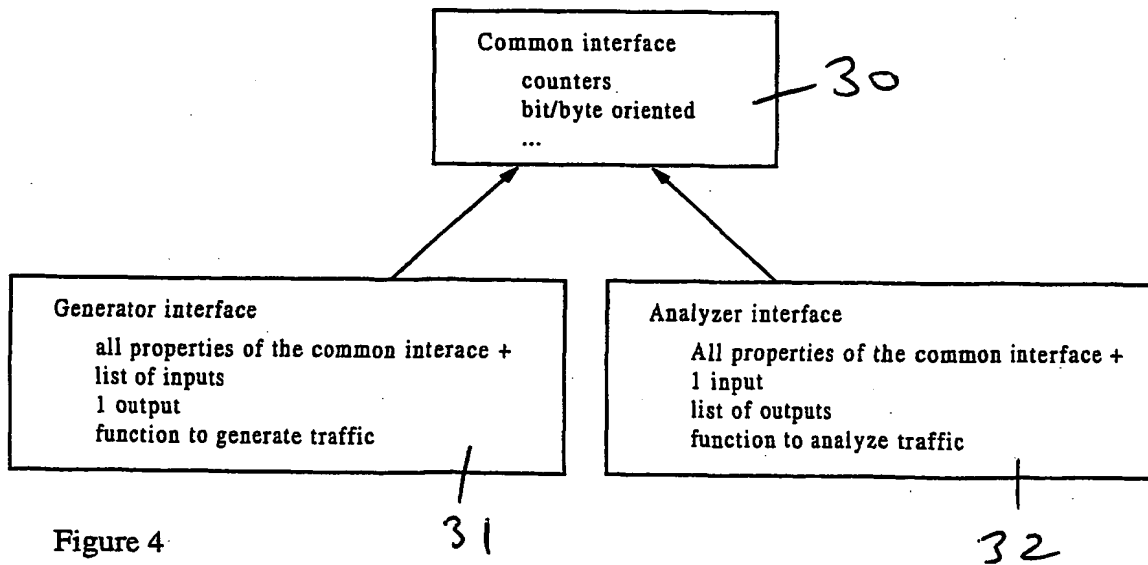 Common interface
counters
bit/byte oriented
...
30
Generator interface
all properties of the common interace +
list of inputs
1 output
function to generate traffic
31
Analyzer interface
All properties of the common interface +
1 input
list of outputs
function to analyze traffic
32
Figure 4